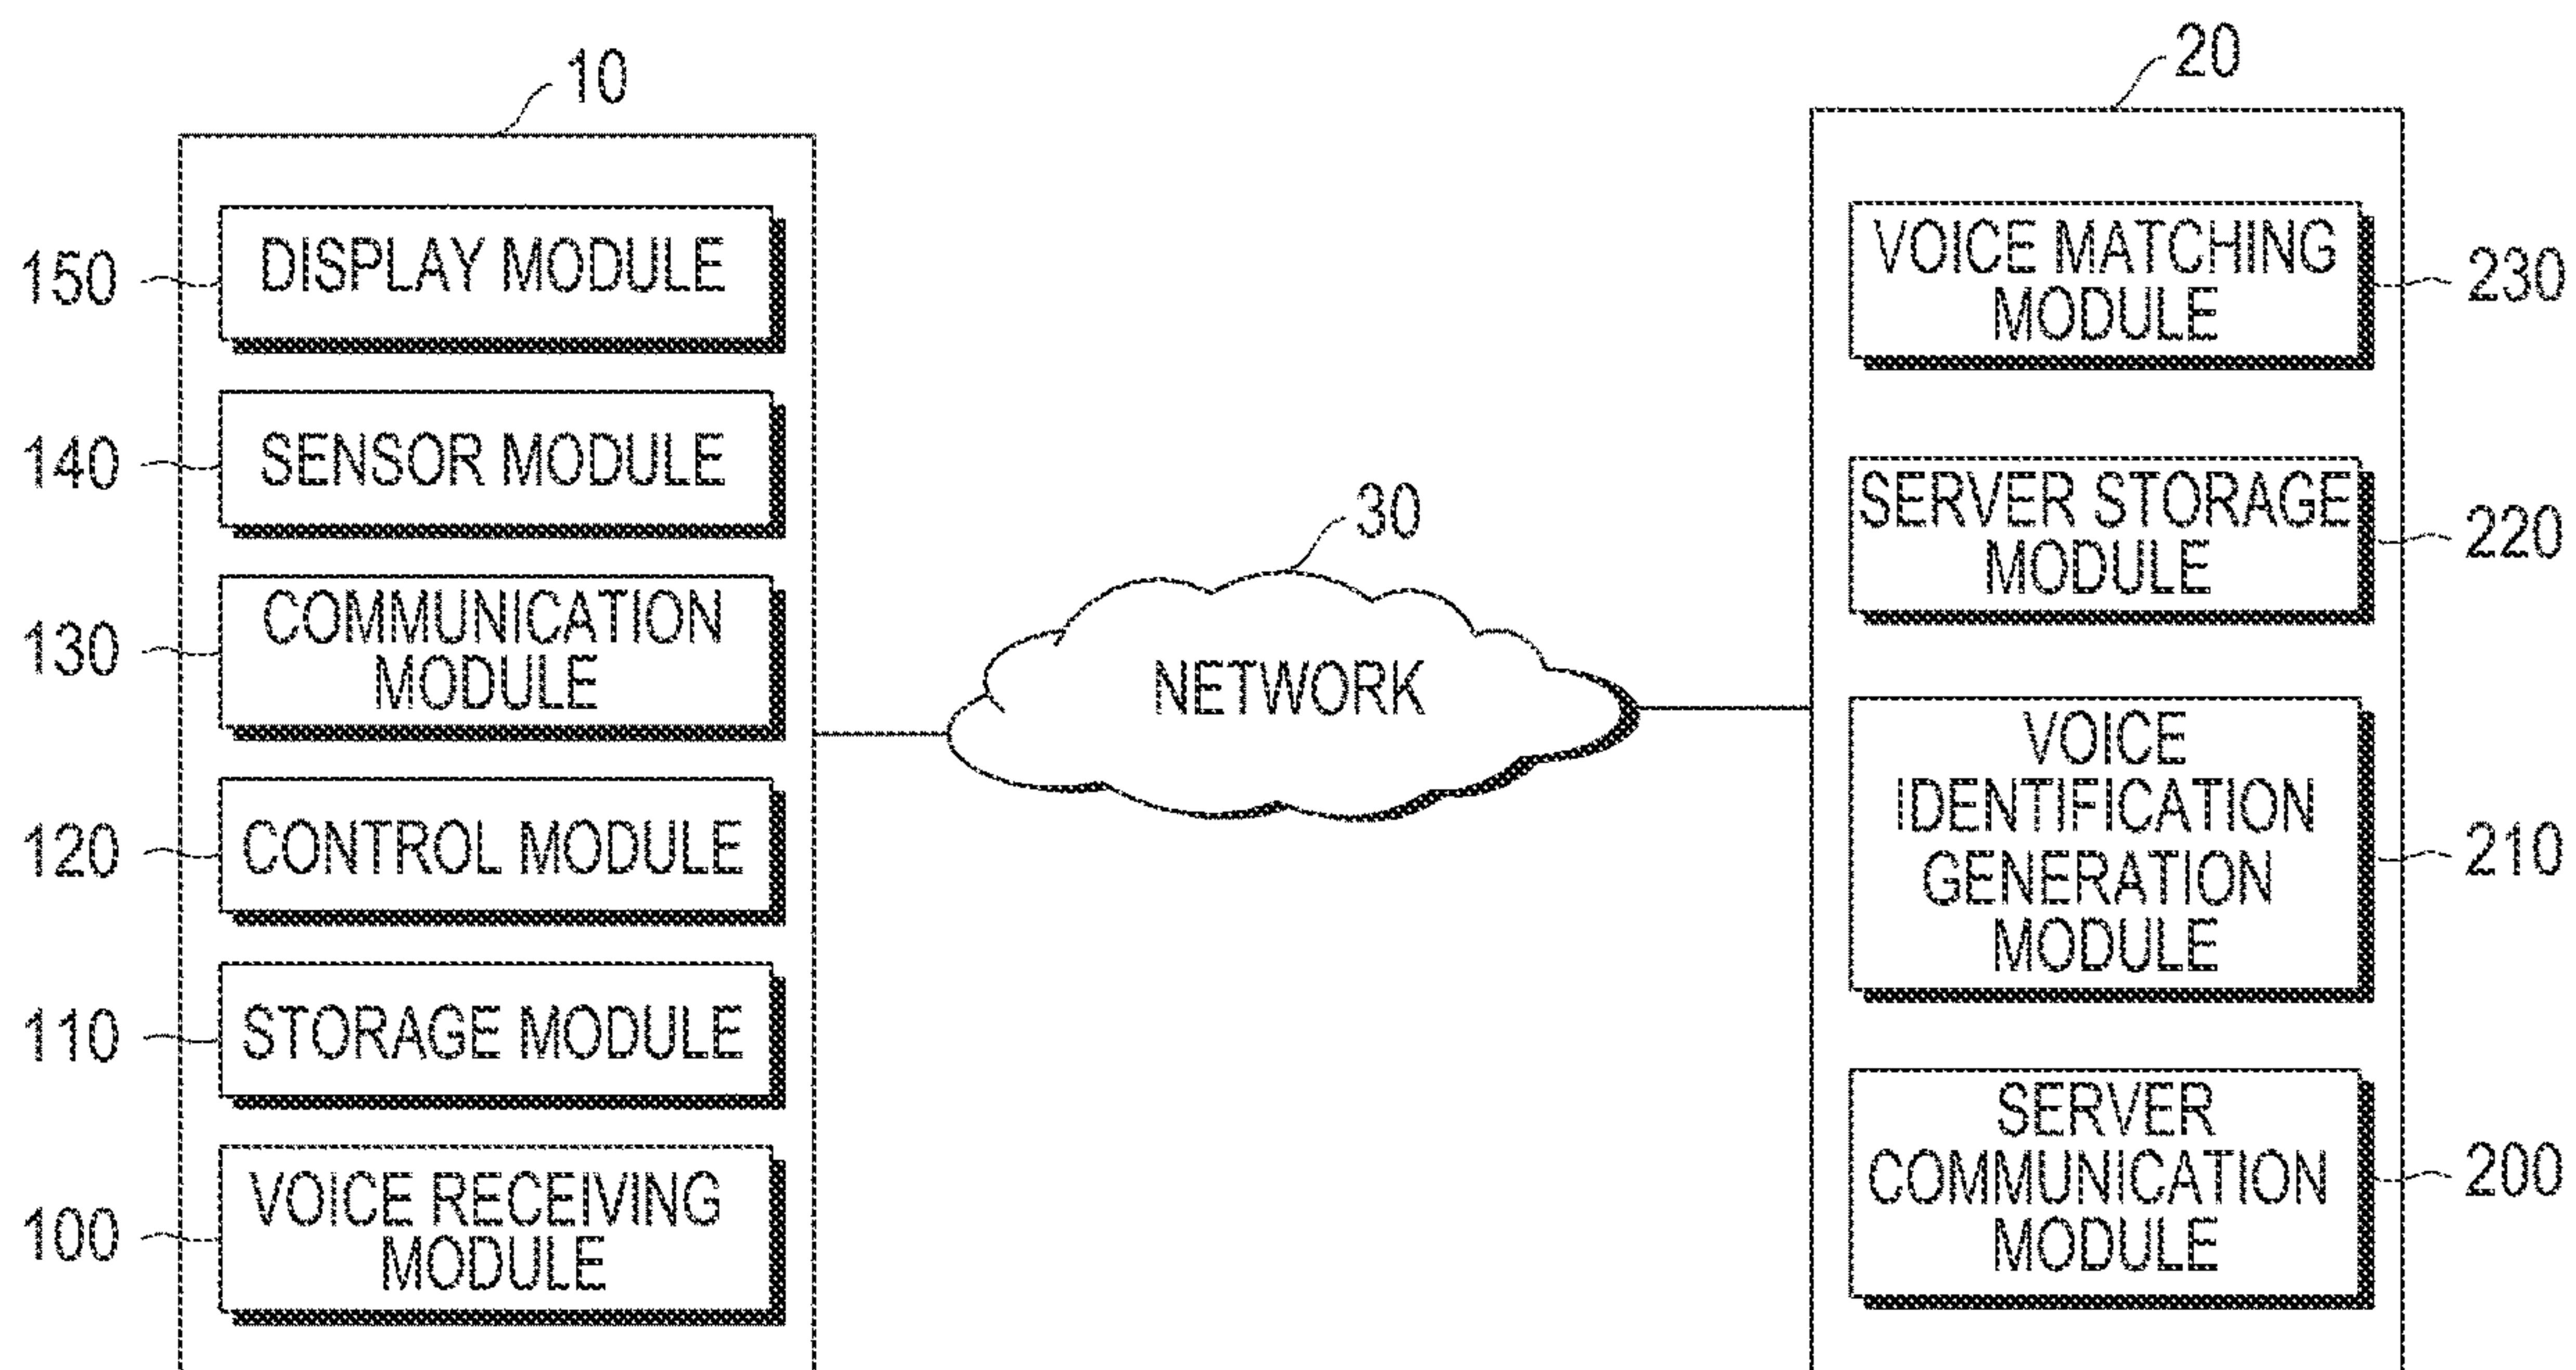 10
150
DISPLAY MODULE
140
SENSOR MODULE
130
COMMUNICATION
MODULE
120
CONTROL MODULE
110
STORAGE MODULE
100
VOICE RECEIVING
MODULE
30
NETWORK
20
VOICE MATCHING
MODULE
230
SERVER STORAGE
MODULE
220
VOICE
IDENTIFICATION
GENERATION
MODULE
210
SERVER
COMMUNICATION
MODULE
200